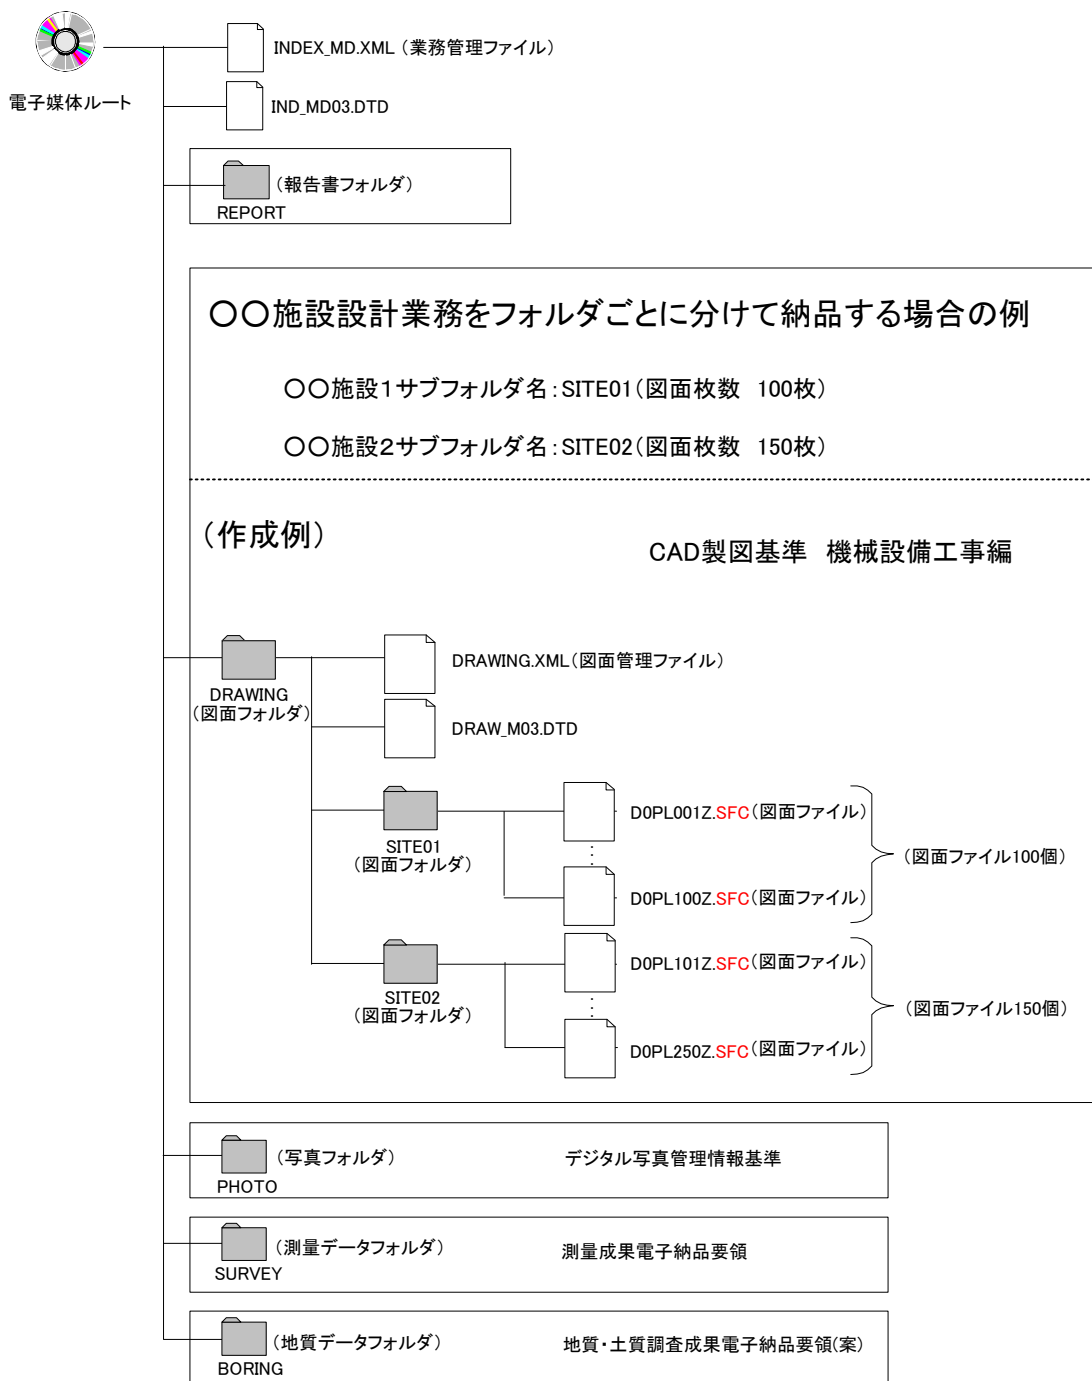 INDEX_MD.XML（業務管理ファイル）
電子媒体ルート
IND_MD03.DTD
（報告書フォルダ）
REPORT
〇〇施設設計業務をフォルダごとに分けて納品する場合の例
〇〇施設１サブフォルダ名：SITE01（図面枚数　100枚）
〇〇施設２サブフォルダ名：SITE02（図面枚数　150枚）
（作成例）
CAD製図基準　機械設備工事編
DRAWING.XML（図面管理ファイル）
DRAWING
（図面フォルダ）
DRAW_M03.DTD
D0PL001Z.SFC（図面ファイル）
SITE01
（図面フォルダ）
（図面ファイル100個）
D0PL100Z.SFC（図面ファイル）
D0PL101Z.SFC（図面ファイル）
SITE02
（図面フォルダ）
（図面ファイル150個）
D0PL250Z.SFC（図面ファイル）
（写真フォルダ）　デジタル写真管理情報基準
PHOTO
（測量データフォルダ）　測量成果電子納品要領
SURVEY
（地質データフォルダ）　地質・土質調査成果電子納品要領(案)
BORING